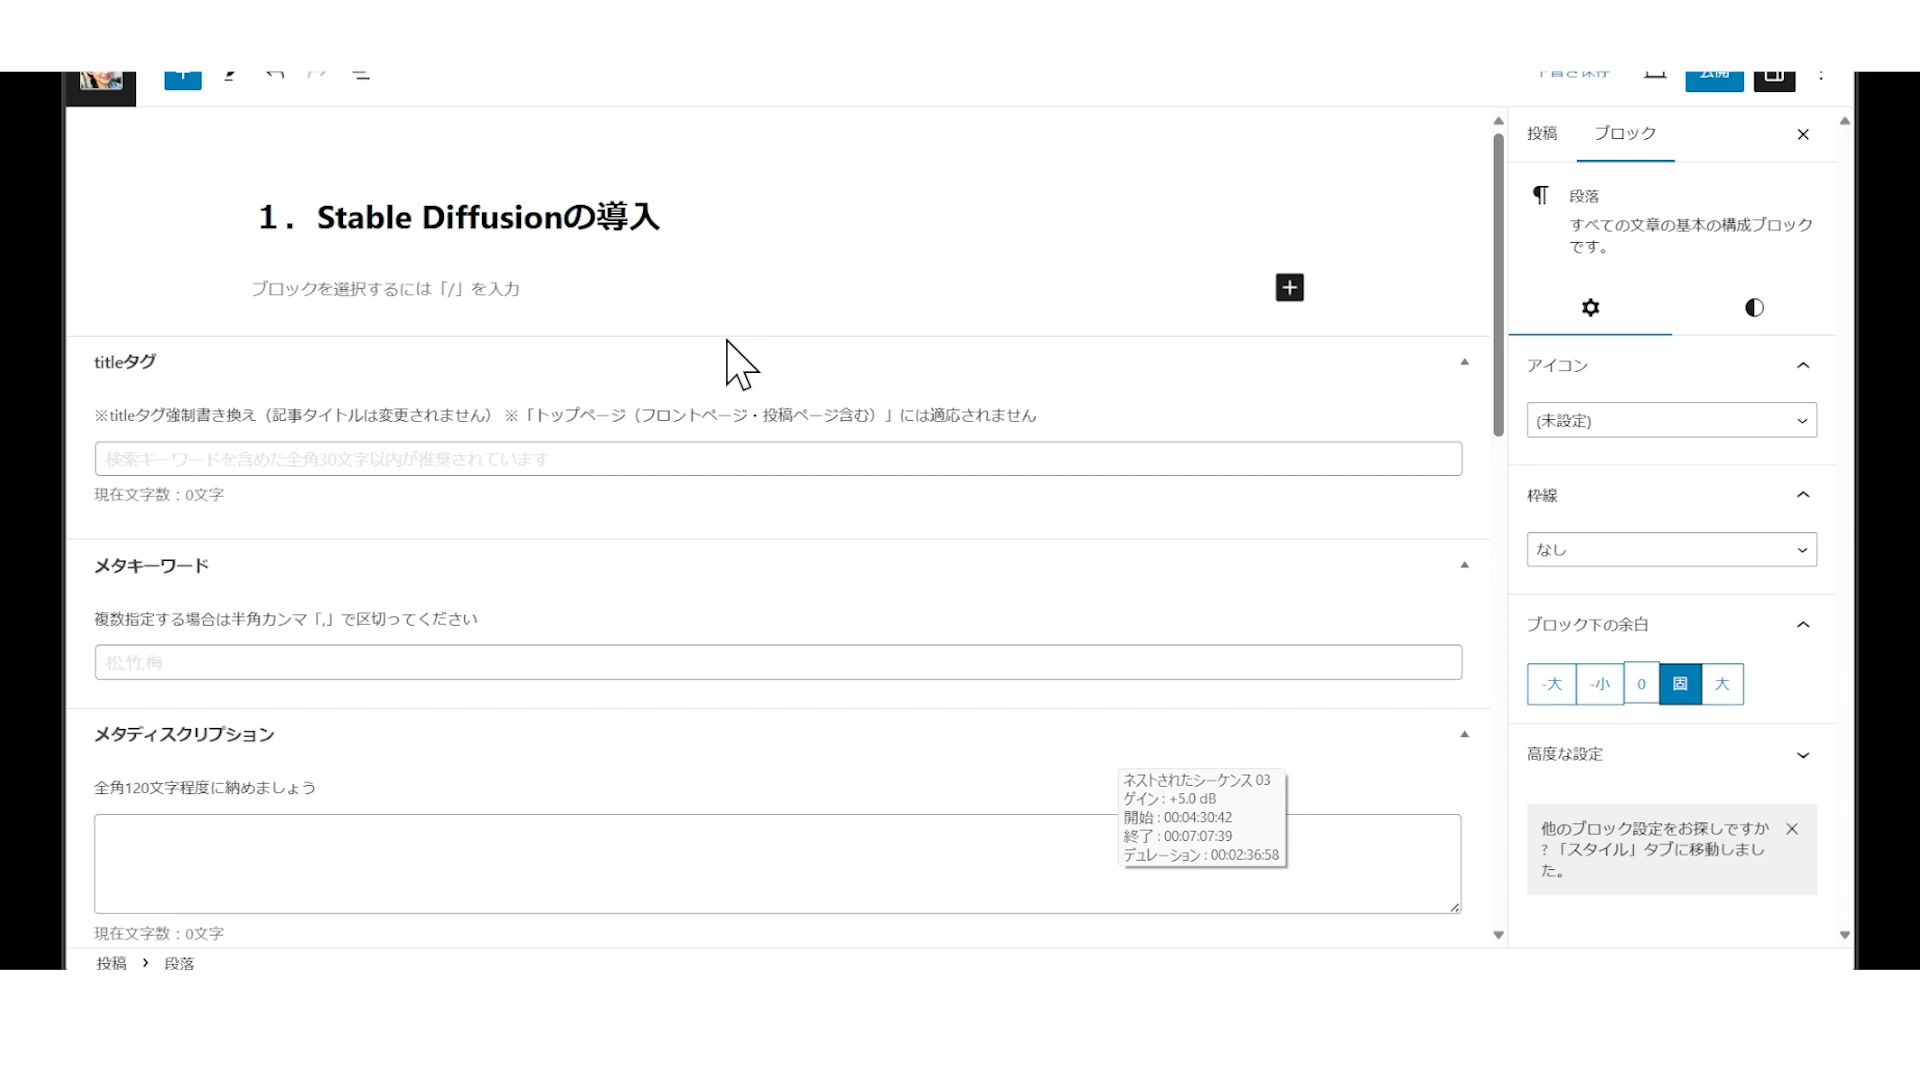 下書き保存
公開
投稿
ブロック
1．Stable Diffusionの導入
ブロックを選択するには「/」を入力
titleタグ
※titleタグ強制書き換え（記事タイトルは変更されません） ※「トップページ（フロントページ・投稿ページ含む）」には適応されません
検索キーワードを含めた全角30文字以内が推奨されています
現在文字数：0文字
メタキーワード
複数指定する場合は半角カンマ「,」で区切ってください
松,竹,梅
メタディスクリプション
全角120文字程度に納めましょう
現在文字数：0文字
ネストされたシーケンス 03
ゲイン : +5.0 dB
開始 : 00:04:30:42
終了 : 00:07:07:39
デュレーション : 00:02:36:58
段落
すべての文章の基本の構成ブロック
です。
アイコン
(未設定)
枠線
なし
ブロック下の余白
-大
-小
0
固
大
高度な設定
他のブロック設定をお探しですか
? 「スタイル」タブに移動しまし
た。
投稿 › 段落